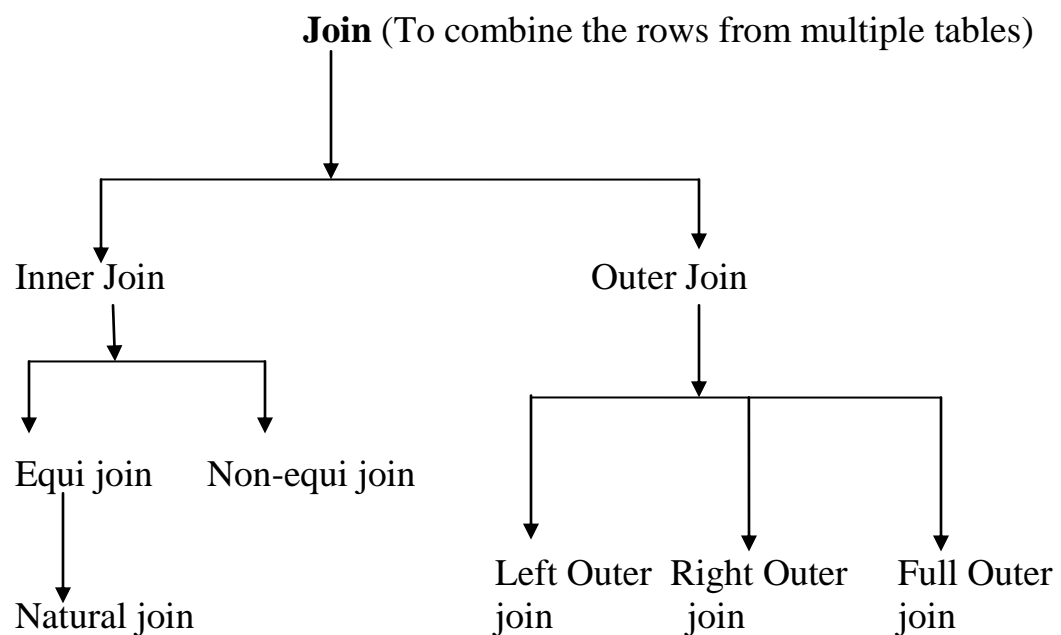 Join (To combine the rows from multiple tables)
Inner Join
Outer Join
Equi join
Non-equi join
Natural join
Left Outer
join
Right Outer
join
Full Outer
join